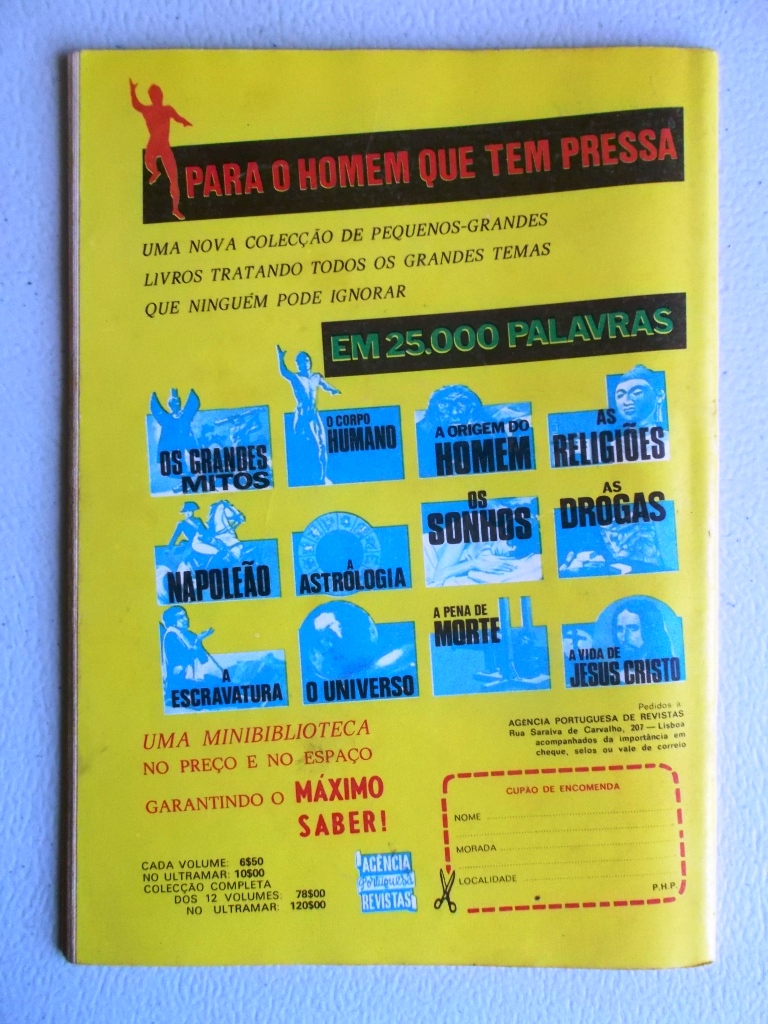 PARA O HOMEM QUE TEM PRESSA
UMA NOVA COLECÇÃO DE PEQUENOS-GRANDES
LIVROS TRATANDO TODOS OS GRANDES TEMAS
QUE NINGUÉM PODE IGNORAR
EM 25.000 PALAVRAS
OS GRANDES
MITOS
O CORPO
HUMANO
A ORIGEM DO
HOMEM
AS
RELIGIÕES
NAPOLEÃO
A
ASTROLOGIA
OS
SONHOS
AS
DROGAS
A
ESCRAVATURA
O UNIVERSO
A PENA DE
MORTE
A VIDA DE
JESUS CRISTO
UMA MINIBIBLIOTECA
NO PREÇO E NO ESPAÇO
GARANTINDO O MÁXIMO
SABER!
Pedidos a
AGENCIA PORTUGUESA DE REVISTAS
Rua Saraiva de Carvalho, 207 — Lisboa
acompanhados da importância em
cheque, selos ou vale de correio
CUPÃO DE ENCOMENDA
NOME
MORADA
LOCALIDADE
P.H.P.
CADA VOLUME: 6$50
NO ULTRAMAR: 10$00
COLECÇÃO COMPLETA
DOS 12 VOLUMES: 78$00
NO ULTRAMAR: 120$00
AGÊNCIA
portuguesa
REVISTAS